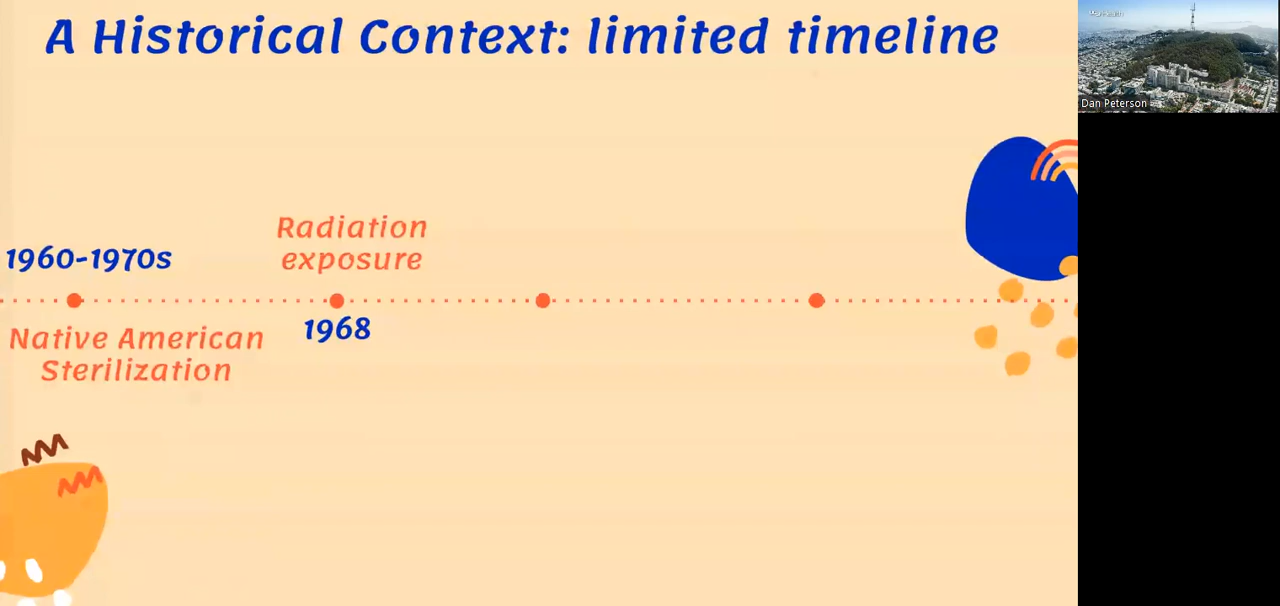 A Historical Context: limited timeline
1960-1970s
Native American
Sterilization
Radiation
exposure
1968
Dan Peterson